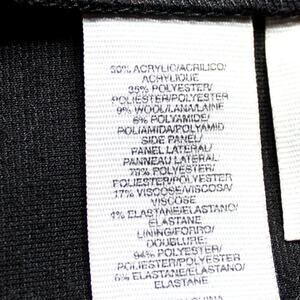 50% ACRYLIC/ACRILICO/
ACRYLIQUE
35% POLYESTER/
POLIESTER/POLYESTER
9% WOOL/LANA/LAINE
6% POLYAMIDE/
POLIAMIDA/POLYAMID
SIDE PANEL/
PANEL LATERAL/
PANNEAU LATERAL
79% POLYESTER/
POLIESTER/POLYESTER
17% VISCOSE/VISCOSA/
VISCOSE
4% ELASTANE/ELASTANO/
ELASTANE
LINING/FORRO/
DOUBLURE:
94% POLYESTER/
POLIESTER/POLYESTER
6% ELASTANE/ELASTANO/
ELASTANE
CHINA